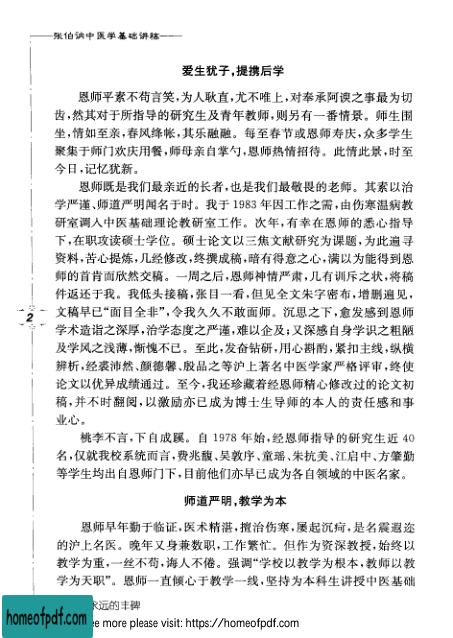 张伯讷中医学基础讲稿
爱生犹子,提携后学
恩师平素不苟言笑,为人耿直,尤不唯上,对奉承阿谀之事最为切
齿,然其对于所指导的研究生及青年教师,则另有一番情景。师生围
坐,情如至亲,春风绛帐,其乐融融。每至春节或恩师寿庆,众多学生
聚集于师门欢庆用餐,师母亲自掌勺,恩师热情招待。此情此景,时至
今日,记忆犹新。
恩师既是我们最亲近的长者,也是我们最敬畏的老师。其素以治
学严谨、师道严明闻名于时。我于 1983 年因工作之需,由伤寒温病教
研室调入中医基础理论教研室工作。次年,有幸在恩师的悉心指导
下,在职攻读硕士学位。硕士论文以三焦文献研究为课题,为此遍寻
资料,苦心提炼,几经修改,终撰成稿,暗有得意之心,满以为能得到恩
师的首肯而欣然交稿。一周之后,恩师神情严肃,几有训斥之状,将稿
件返还于我。我低头接稿,张目一看,但见全文朱字密布,增删遍见,
文稿早已“面目全非”,令我久久不敢面师。沉思之下,愈发感到恩师
学术造诣之深厚,治学态度之严谨,难以企及;又深感自身学识之粗陋
及学风之浅薄,惭愧不已。至此,发奋钻研,用心斟酌,紧扣主线,纵横
辨析,经裘沛然、颜德馨、殷品之等沪上著名中医学家严格评审,终使
论文以优异成绩通过。至今,我还珍藏着经恩师精心修改过的论文初
稿,并不时翻阅,以激励亦已成为博士生导师的本人的责任感和事
业心。
桃李不言,下自成蹊。自 1978 年始,经恩师指导的研究生近 40
名,仅就我校系统而言,费兆馥、吴敦序、童瑶、朱抗美、江启中、方肇勤
等学生均出自恩师门下,目前他们亦早已成为各自领域的中医名家。
师道严明,教学为本
恩师早年勤于临证,医术精湛,擅治伤寒,屡起沉疴,是名震遐迩
的沪上名医。晚年又身兼数职,工作繁忙。但作为资深教授,始终以
教学为重,一丝不苟,诲人不倦。强调“学校以教学为根本,教师以教
学为天职”。恩师一直倾心于教学一线,坚持为本科生讲授中医基础
2
永远的丰碑
homeofpdf.com
ee more please visit: https://homeofpdf.com